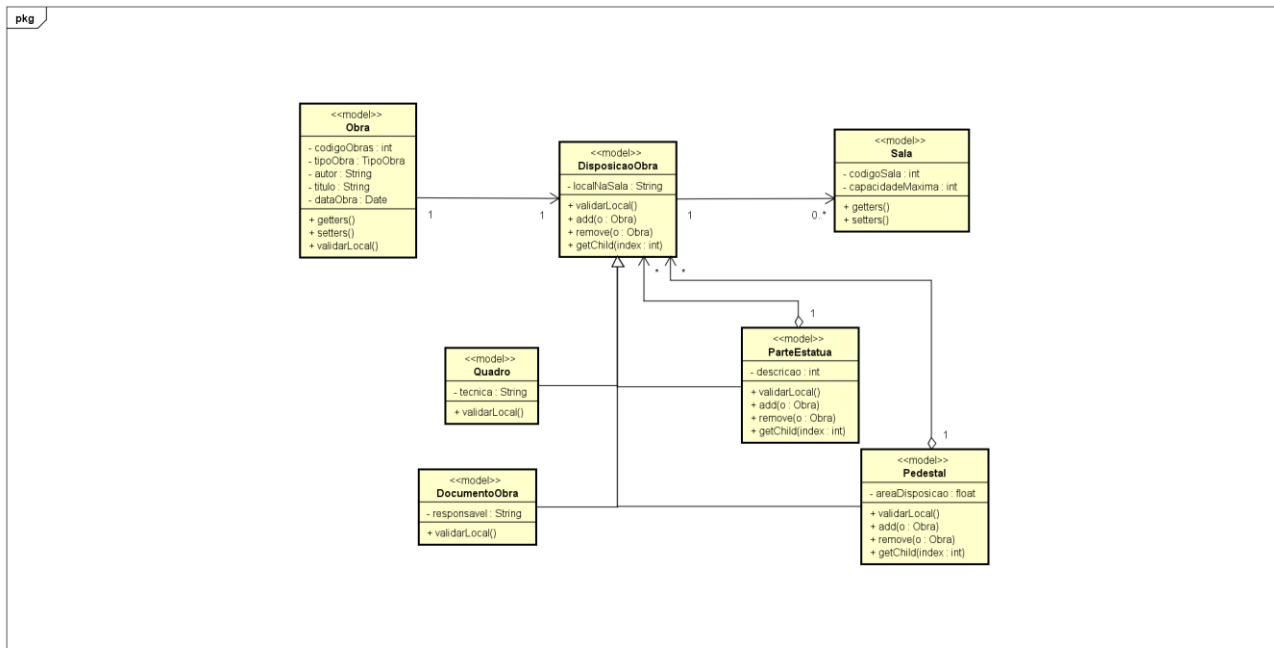 pkg
<<model>>
Obra
- codigoObras : int
- tipoObra : TipoObra
- autor : String
- titulo : String
- dataObra : Date
+ getters()
+ setters()
+ validarLocal()
1
1
<<model>>
DisposicaoObra
- localNaSala : String
+ validarLocal()
+ add(o : Obra)
+ remove(o : Obra)
+ getChild(index : int)
1
0..*
<<model>>
Sala
- codigoSala : int
- capacidadeMaxima : int
+ getters()
+ setters()
*
*
1
<<model>>
Quadro
- tecnica : String
+ validarLocal()
<<model>>
ParteEstatua
- descricao : int
+ validarLocal()
+ add(o : Obra)
+ remove(o : Obra)
+ getChild(index : int)
1
<<model>>
DocumentoObra
- responsavel : String
+ validarLocal()
<<model>>
Pedestal
- areaDisposicao : float
+ validarLocal()
+ add(o : Obra)
+ remove(o : Obra)
+ getChild(index : int)